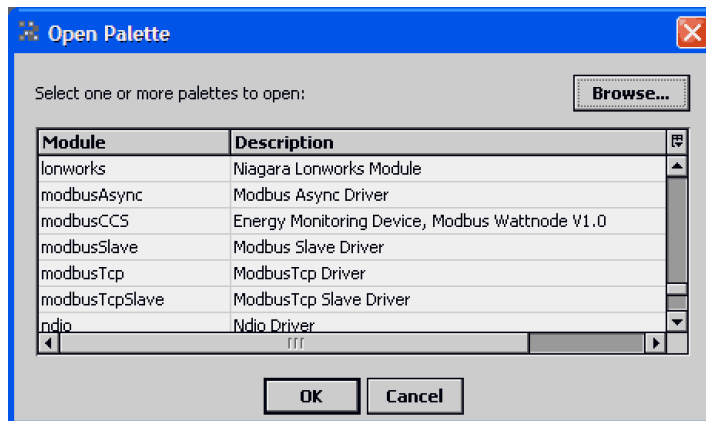 Open Palette
Select one or more palettes to open:
Browse...
Module Description
lonworks Niagara Lonworks Module
modbusAsync Modbus Async Driver
modbusCCS Energy Monitoring Device, Modbus Wattnode V1.0
modbusSlave Modbus Slave Driver
modbusTcp ModbusTcp Driver
modbusTcpSlave ModbusTcp Slave Driver
ndio Ndio Driver
OK Cancel